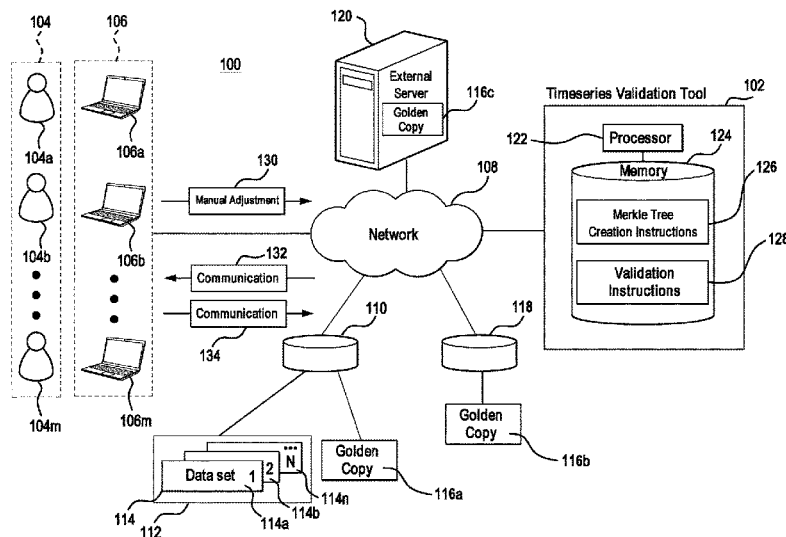 104
106
100
120
External
Server
Golden
Copy
116c
Timeseries Validation Tool
102
122
Processor
124
Memory
126
Merkle Tree
Creation Instructions
128
Validation
Instructions
104a
106a
130
Manual Adjustment
108
Network
104b
106b
132
Communication
Communication
134
110
118
104m
106m
Golden
Copy
116b
Data set 1
2
N
114
114a
114b
114n
112
Golden
Copy
116a